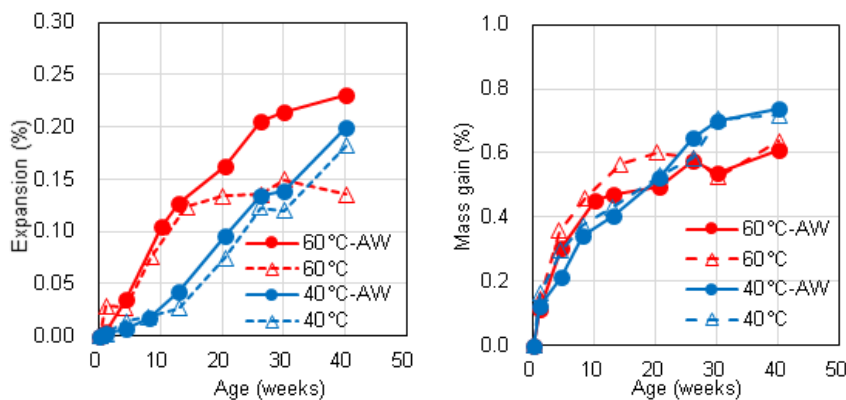 0.30
0.25
0.20
0.15
0.10
0.05
0.00
Expansion (%)
0 10 20 30 40 50
Age (weeks)
60°C-AW
60°C
40°C-AW
40°C
1.0
0.8
0.6
0.4
0.2
0.0
Mass gain (%)
0 10 20 30 40 50
Age (weeks)
60°C-AW
60°C
40°C-AW
40°C